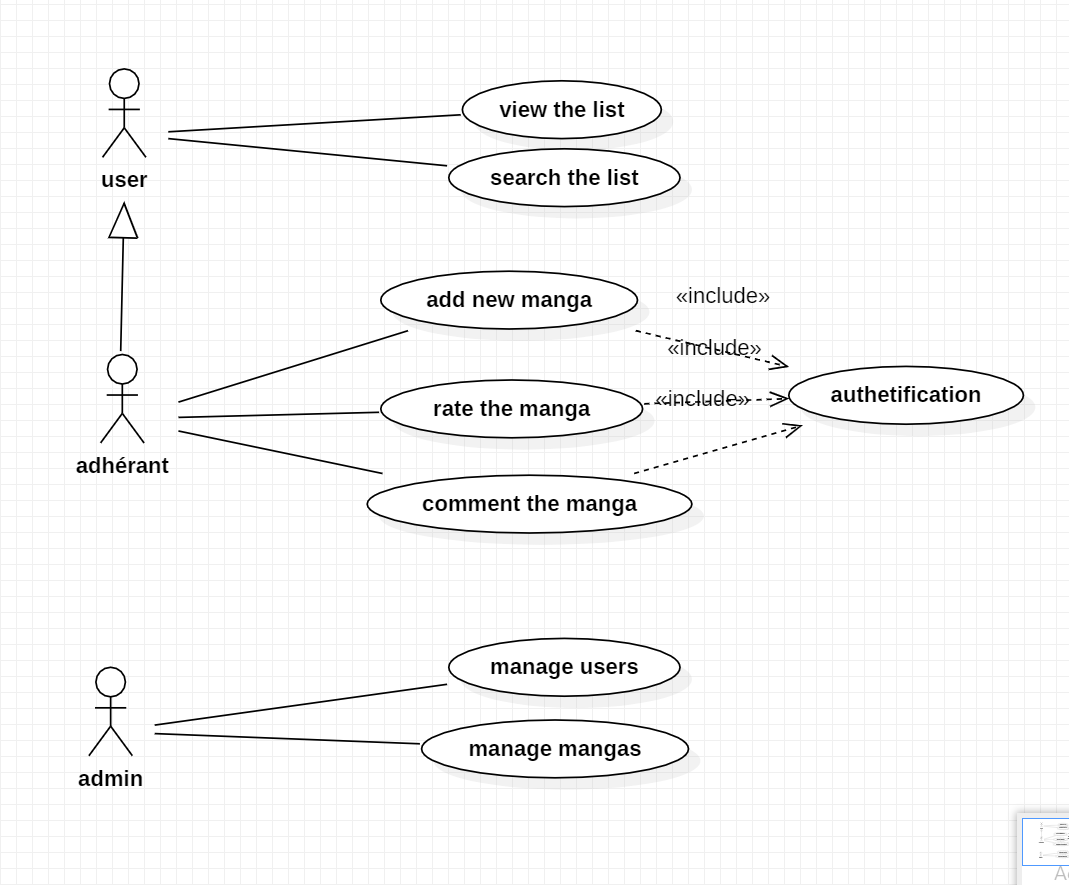 view the list
search the list
user
add new manga
«include»
«include»
authetification
rate the manga
«include»
adhérant
comment the manga
manage users
manage mangas
admin